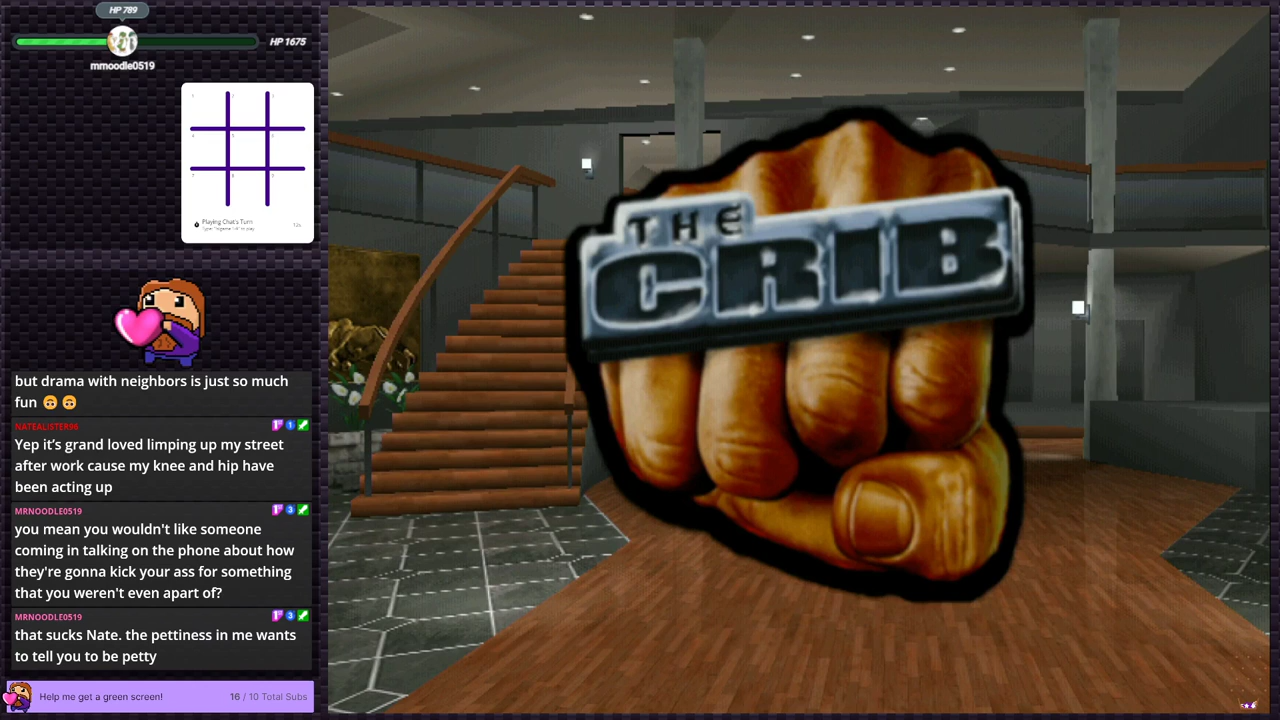 HP 789
HP 1675
mrnoodle0519
Playing Chat's Turn
but drama with neighbors is just so much
fun 🙃 🙃
NATEALISTER96
Yep it’s grand loved limping up my street
after work cause my knee and hip have
been acting up
MRNOODLE0519
you mean you wouldn't like someone
coming in talking on the phone about how
they're gonna kick your ass for something
that you weren't even apart of?
MRNOODLE0519
that sucks Nate. the pettiness in me wants
to tell you to be petty
Help me get a green screen!
16 / 10 Total Subs
THE
CRIB